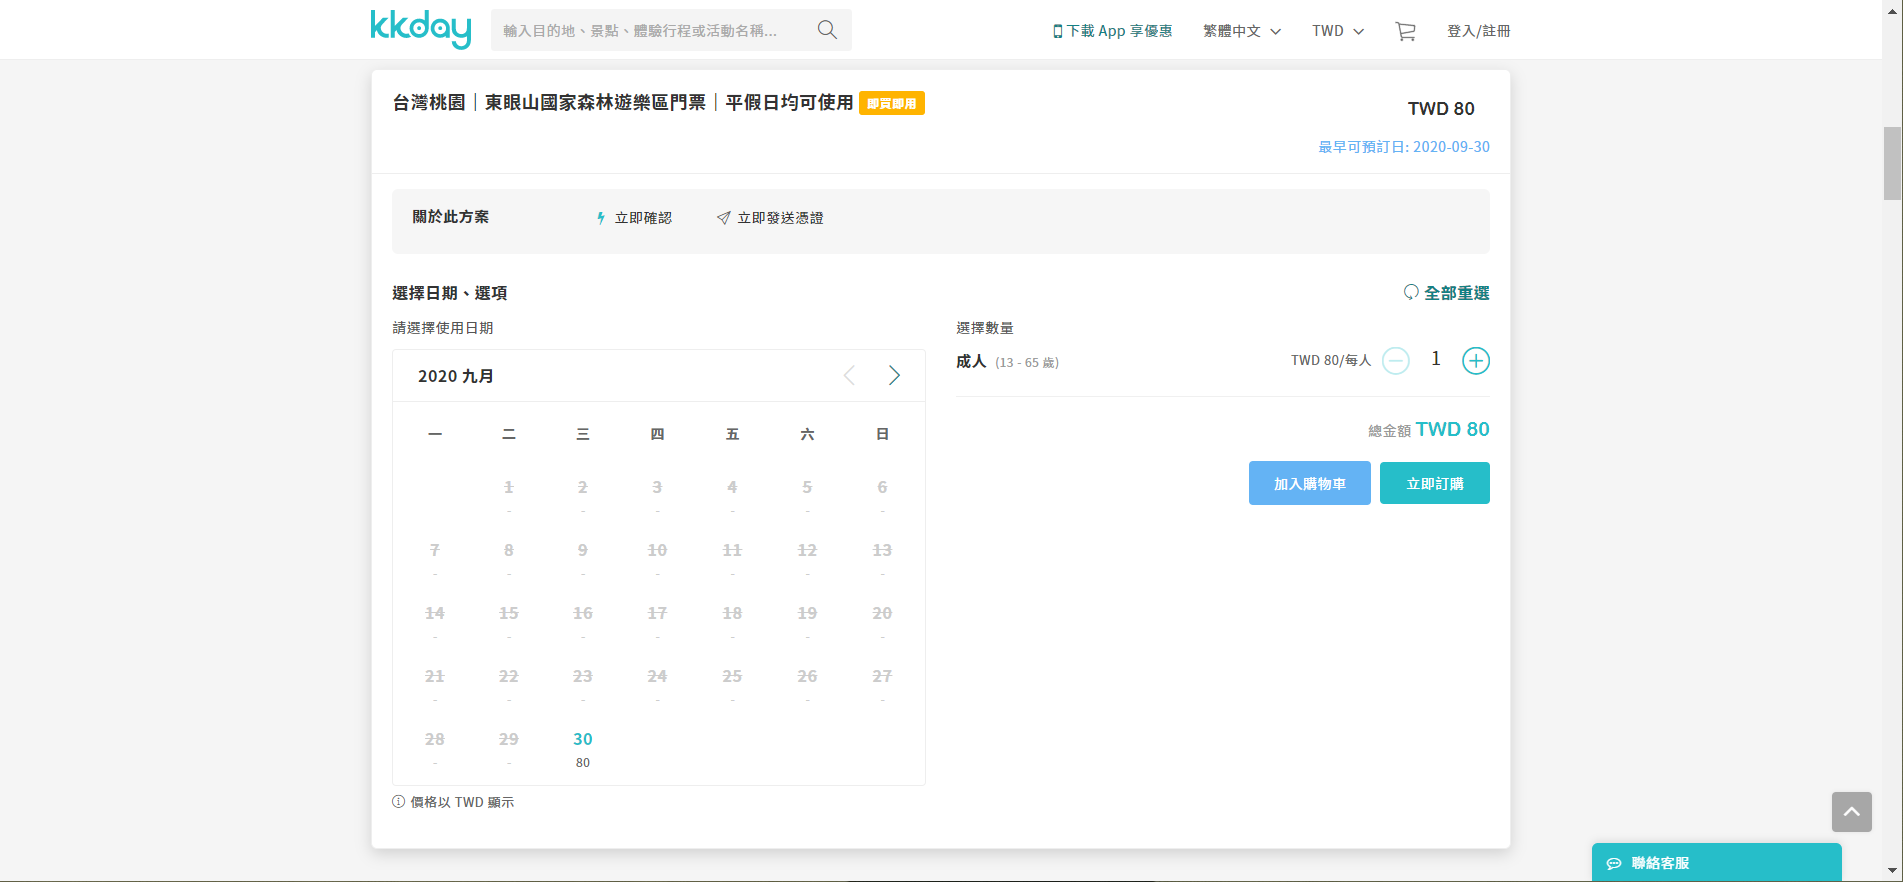 kkday
輸入目的地、景點、體驗行程或活動名稱...
下載 App 享優惠
繁體中文
TWD
登入/註冊
台灣桃園｜東眼山國家森林遊樂區門票｜平假日均可使用 即買即用
TWD 80
最早可預訂日: 2020-09-30
關於此方案
立即確認
立即發送憑證
選擇日期、選項
全部重選
請選擇使用日期
2020 九月
一 二 三 四 五 六 日
1 2 3 4 5 6
- - - - - -
7 8 9 10 11 12 13
- - - - - - -
14 15 16 17 18 19 20
- - - - - - -
21 22 23 24 25 26 27
- - - - - - -
28 29 30
- - 80
價格以 TWD 顯示
選擇數量
成人 (13 - 65 歲)
TWD 80/每人
1
總金額 TWD 80
加入購物車
立即訂購
聯絡客服